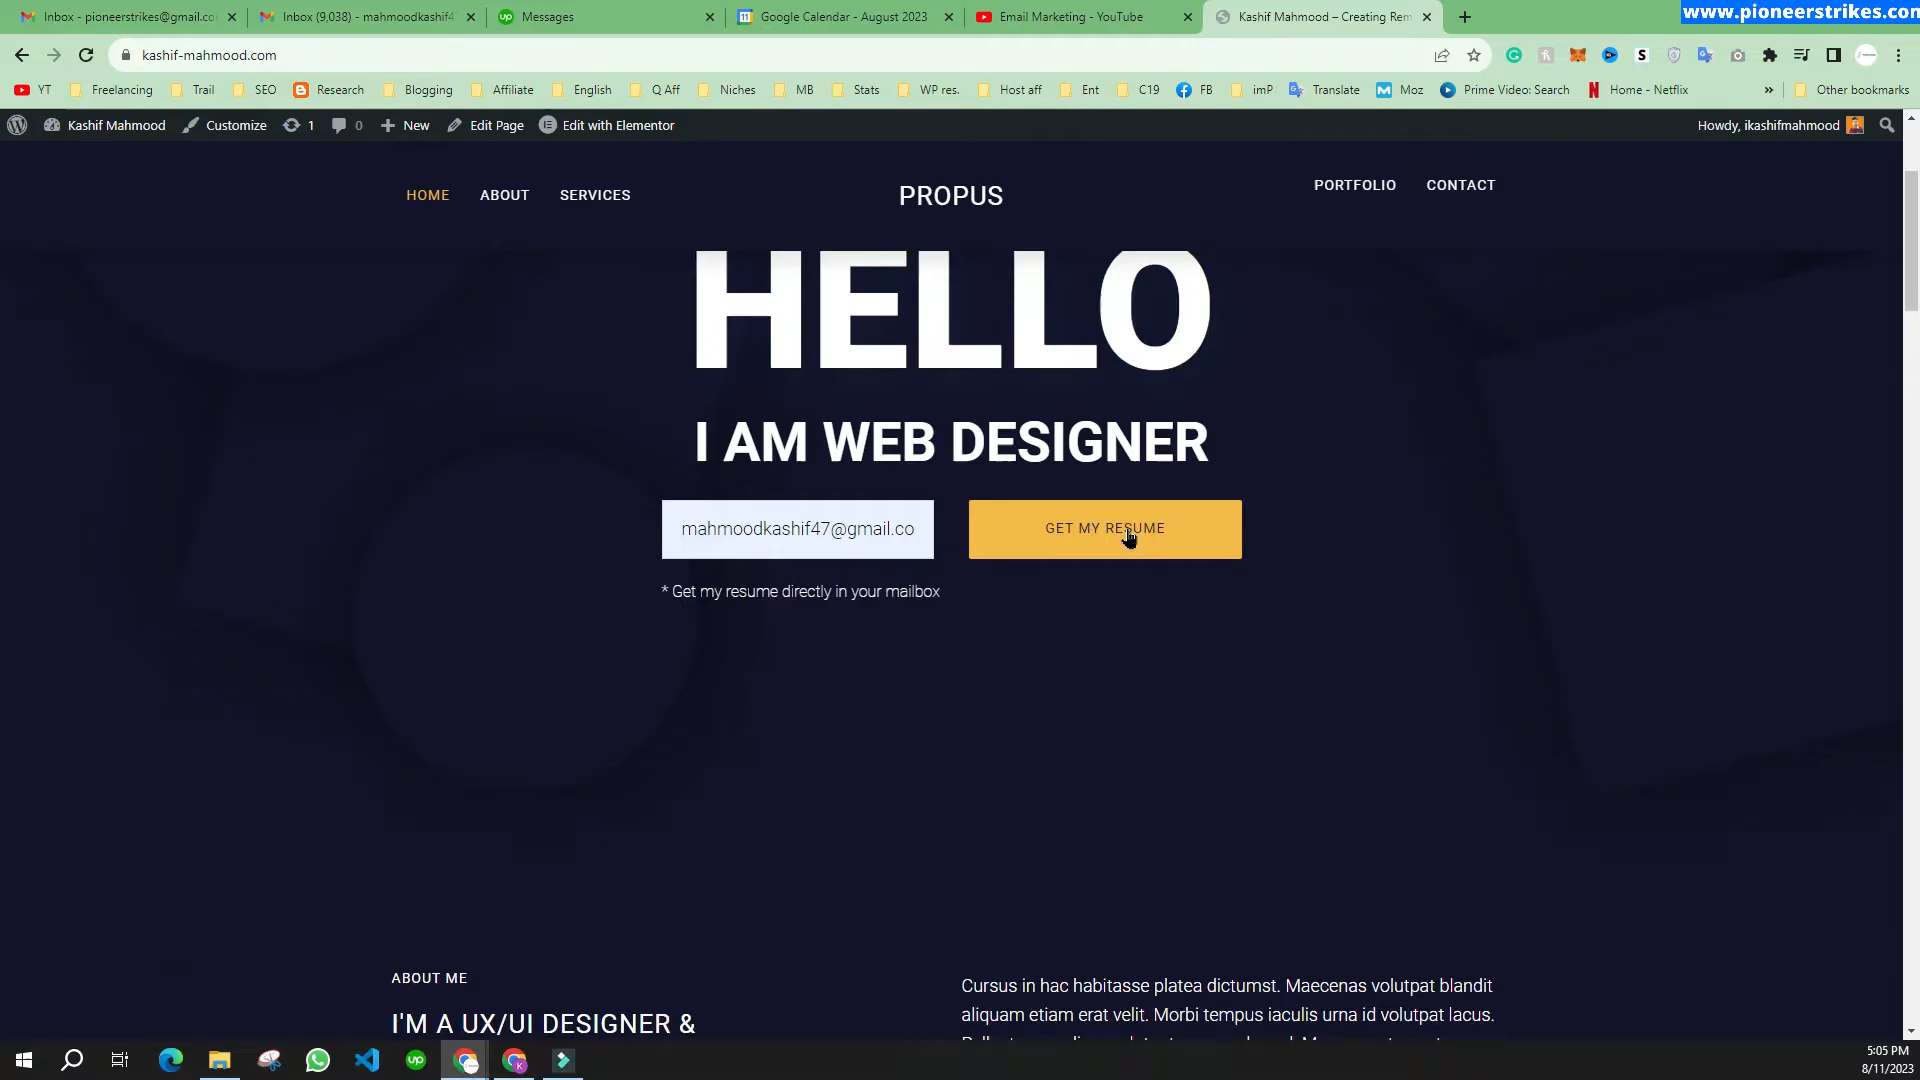 Inbox - pioneerstrikes@gmail.co
Inbox (9,038) - mahmoodkashif4
Messages
Google Calendar - August 2023
Email Marketing - YouTube
Kashif Mahmood – Creating Rem
www.pioneerstrikes.com
kashif-mahmood.com
YT
Freelancing
Trail
SEO
Research
Blogging
Affiliate
English
Q Aff
Niches
MB
Stats
WP res.
Host aff
Ent
C19
FB
imP
Translate
Moz
Prime Video: Search
Home - Netflix
»
Other bookmarks
Kashif Mahmood
Customize
1
0
New
Edit Page
Edit with Elementor
Howdy, ikashifmahmood
HOME
ABOUT
SERVICES
PROPUS
PORTFOLIO
CONTACT
HELLO
I AM WEB DESIGNER
mahmoodkashif47@gmail.co
GET MY RESUME
* Get my resume directly in your mailbox
ABOUT ME
I'M A UX/UI DESIGNER &
Cursus in hac habitasse platea dictumst. Maecenas volutpat blandit
aliquam etiam erat velit. Morbi tempus iaculis urna id volutpat lacus.
5:05 PM
8/11/2023